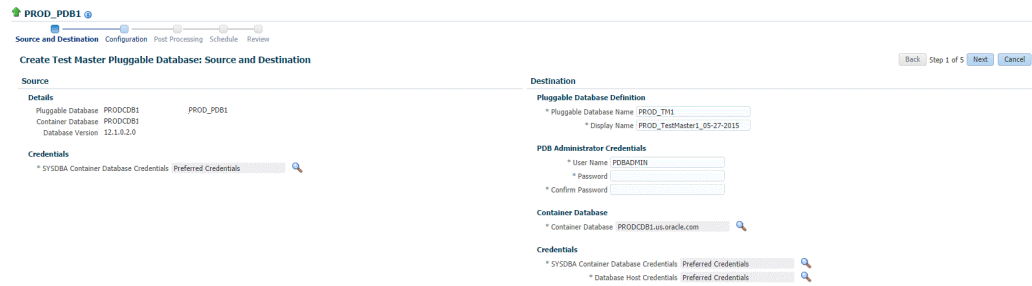 PROD_PDB1
Source and Destination Configuration Post Processing Schedule Review
Create Test Master Pluggable Database: Source and Destination
Back Step 1 of 5 Next Cancel
Source
Details
Pluggable Database PRODCDB1 _PROD_PDB1
Container Database PRODCDB1
Database Version 12.1.0.2.0
Credentials
* SYSDBA Container Database Credentials Preferred Credentials
Destination
Pluggable Database Definition
* Pluggable Database Name PROD_TM1
* Display Name PROD_TestMaster1_05-27-2015
PDB Administrator Credentials
* User Name PDBADMIN
* Password
* Confirm Password
Container Database
* Container Database PRODCDB1.us.oracle.com
Credentials
* SYSDBA Container Database Credentials Preferred Credentials
* Database Host Credentials Preferred Credentials